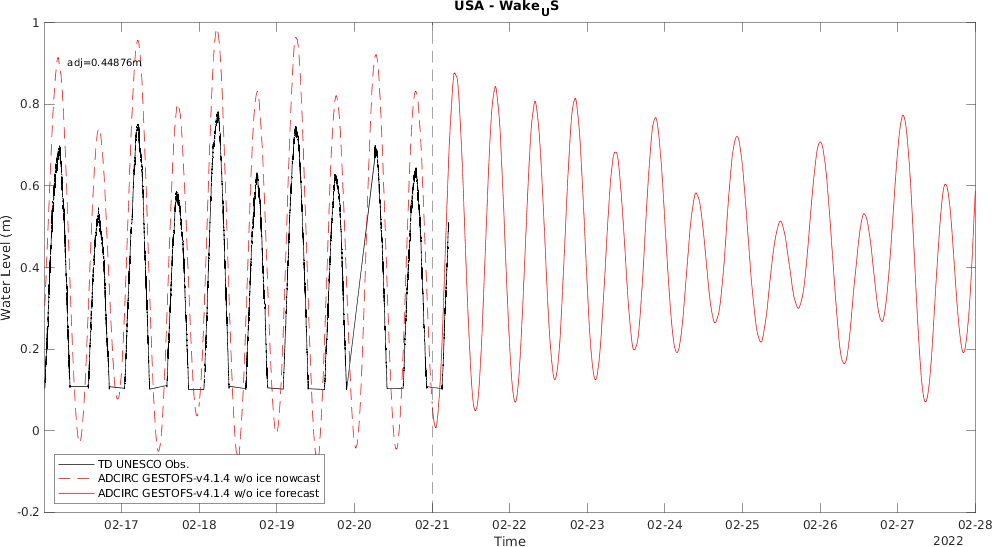 USA - WakeUS
1
adj=0.44876m
0.8
0.6
0.4
0.2
0
-0.2
Water Level (m)
TD UNESCO Obs.
ADCIRC GESTOFS-v4.1.4 w/o ice nowcast
ADCIRC GESTOFS-v4.1.4 w/o ice forecast
02-17 02-18 02-19 02-20 02-21 02-22 02-23 02-24 02-25 02-26 02-27 02-28
Time
2022